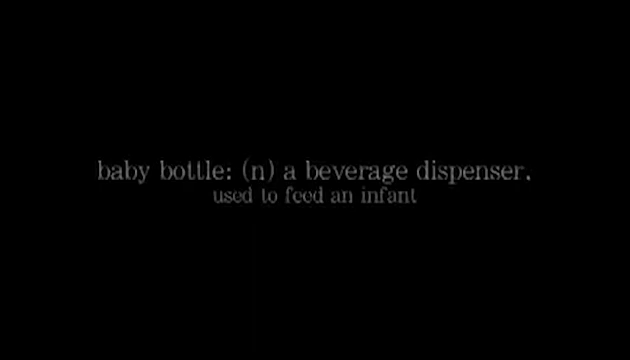 baby bottle: (n) a beverage dispenser,
used to feed an infant